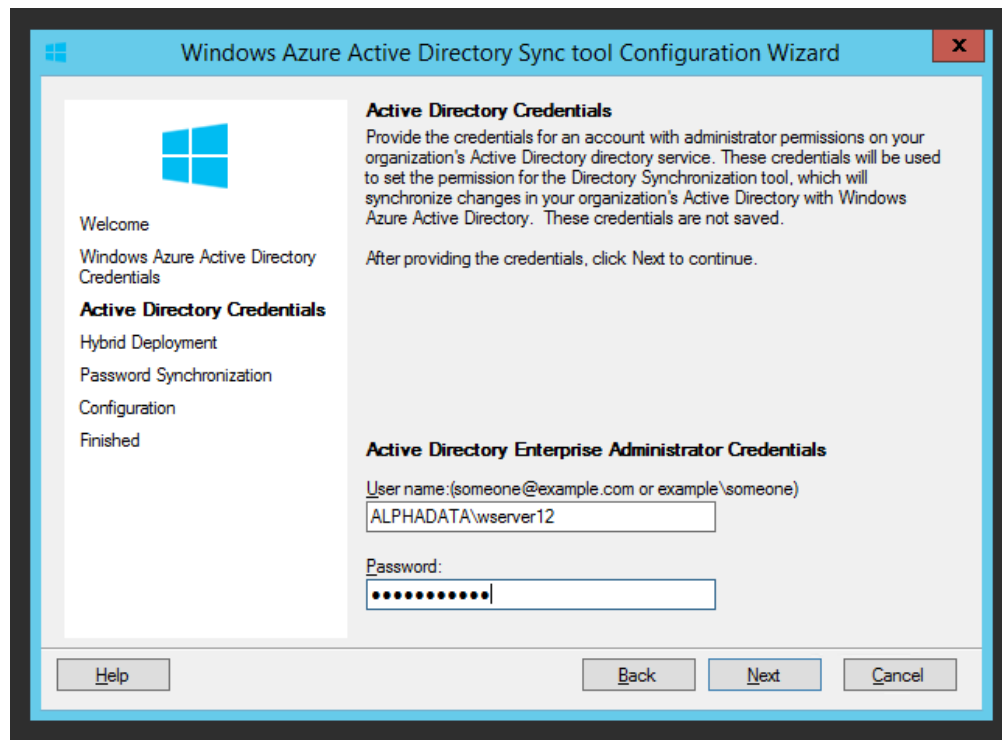 Windows Azure Active Directory Sync tool Configuration Wizard
x
Welcome
Windows Azure Active Directory
Credentials
Active Directory Credentials
Hybrid Deployment
Password Synchronization
Configuration
Finished
Active Directory Credentials
Provide the credentials for an account with administrator permissions on your
organization's Active Directory directory service. These credentials will be used
to set the permission for the Directory Synchronization tool, which will
synchronize changes in your organization's Active Directory with Windows
Azure Active Directory.  These credentials are not saved.
After providing the credentials, click Next to continue.
Active Directory Enterprise Administrator Credentials
User name:(someone@example.com or example\someone)
ALPHADATA\wserver12
Password:
●●●●●●●●●●●
Help
Back
Next
Cancel